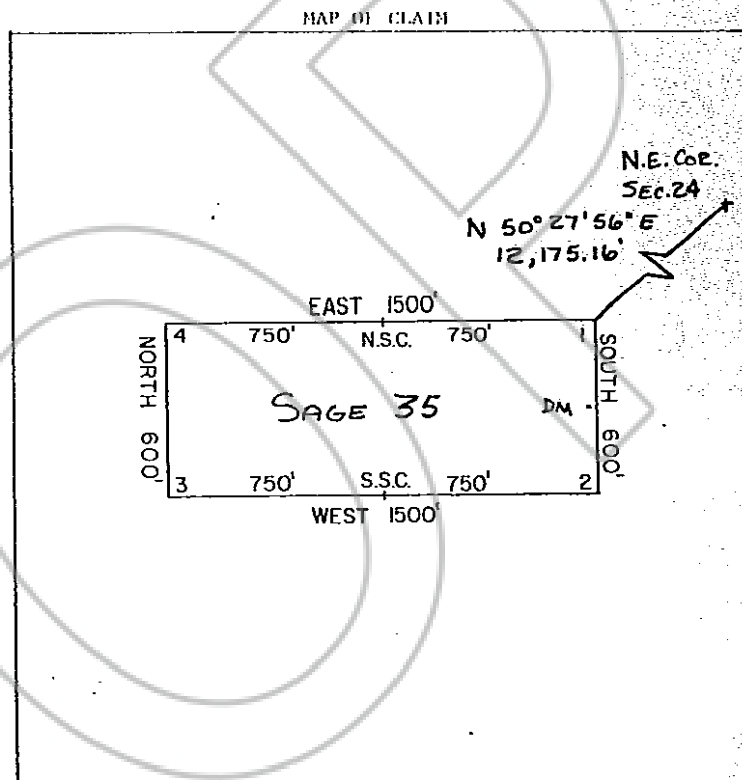 MAP OF CLAIM
N.E. COR.
SEC. 24
N 50° 27' 56" E
12,175.16'
EAST 1500'
4 750' N.S.C. 750' 1
NORTH 600'
SAGE 35
DM
SOUTH 600'
3 750' S.S.C. 750' 2
WEST 1500'